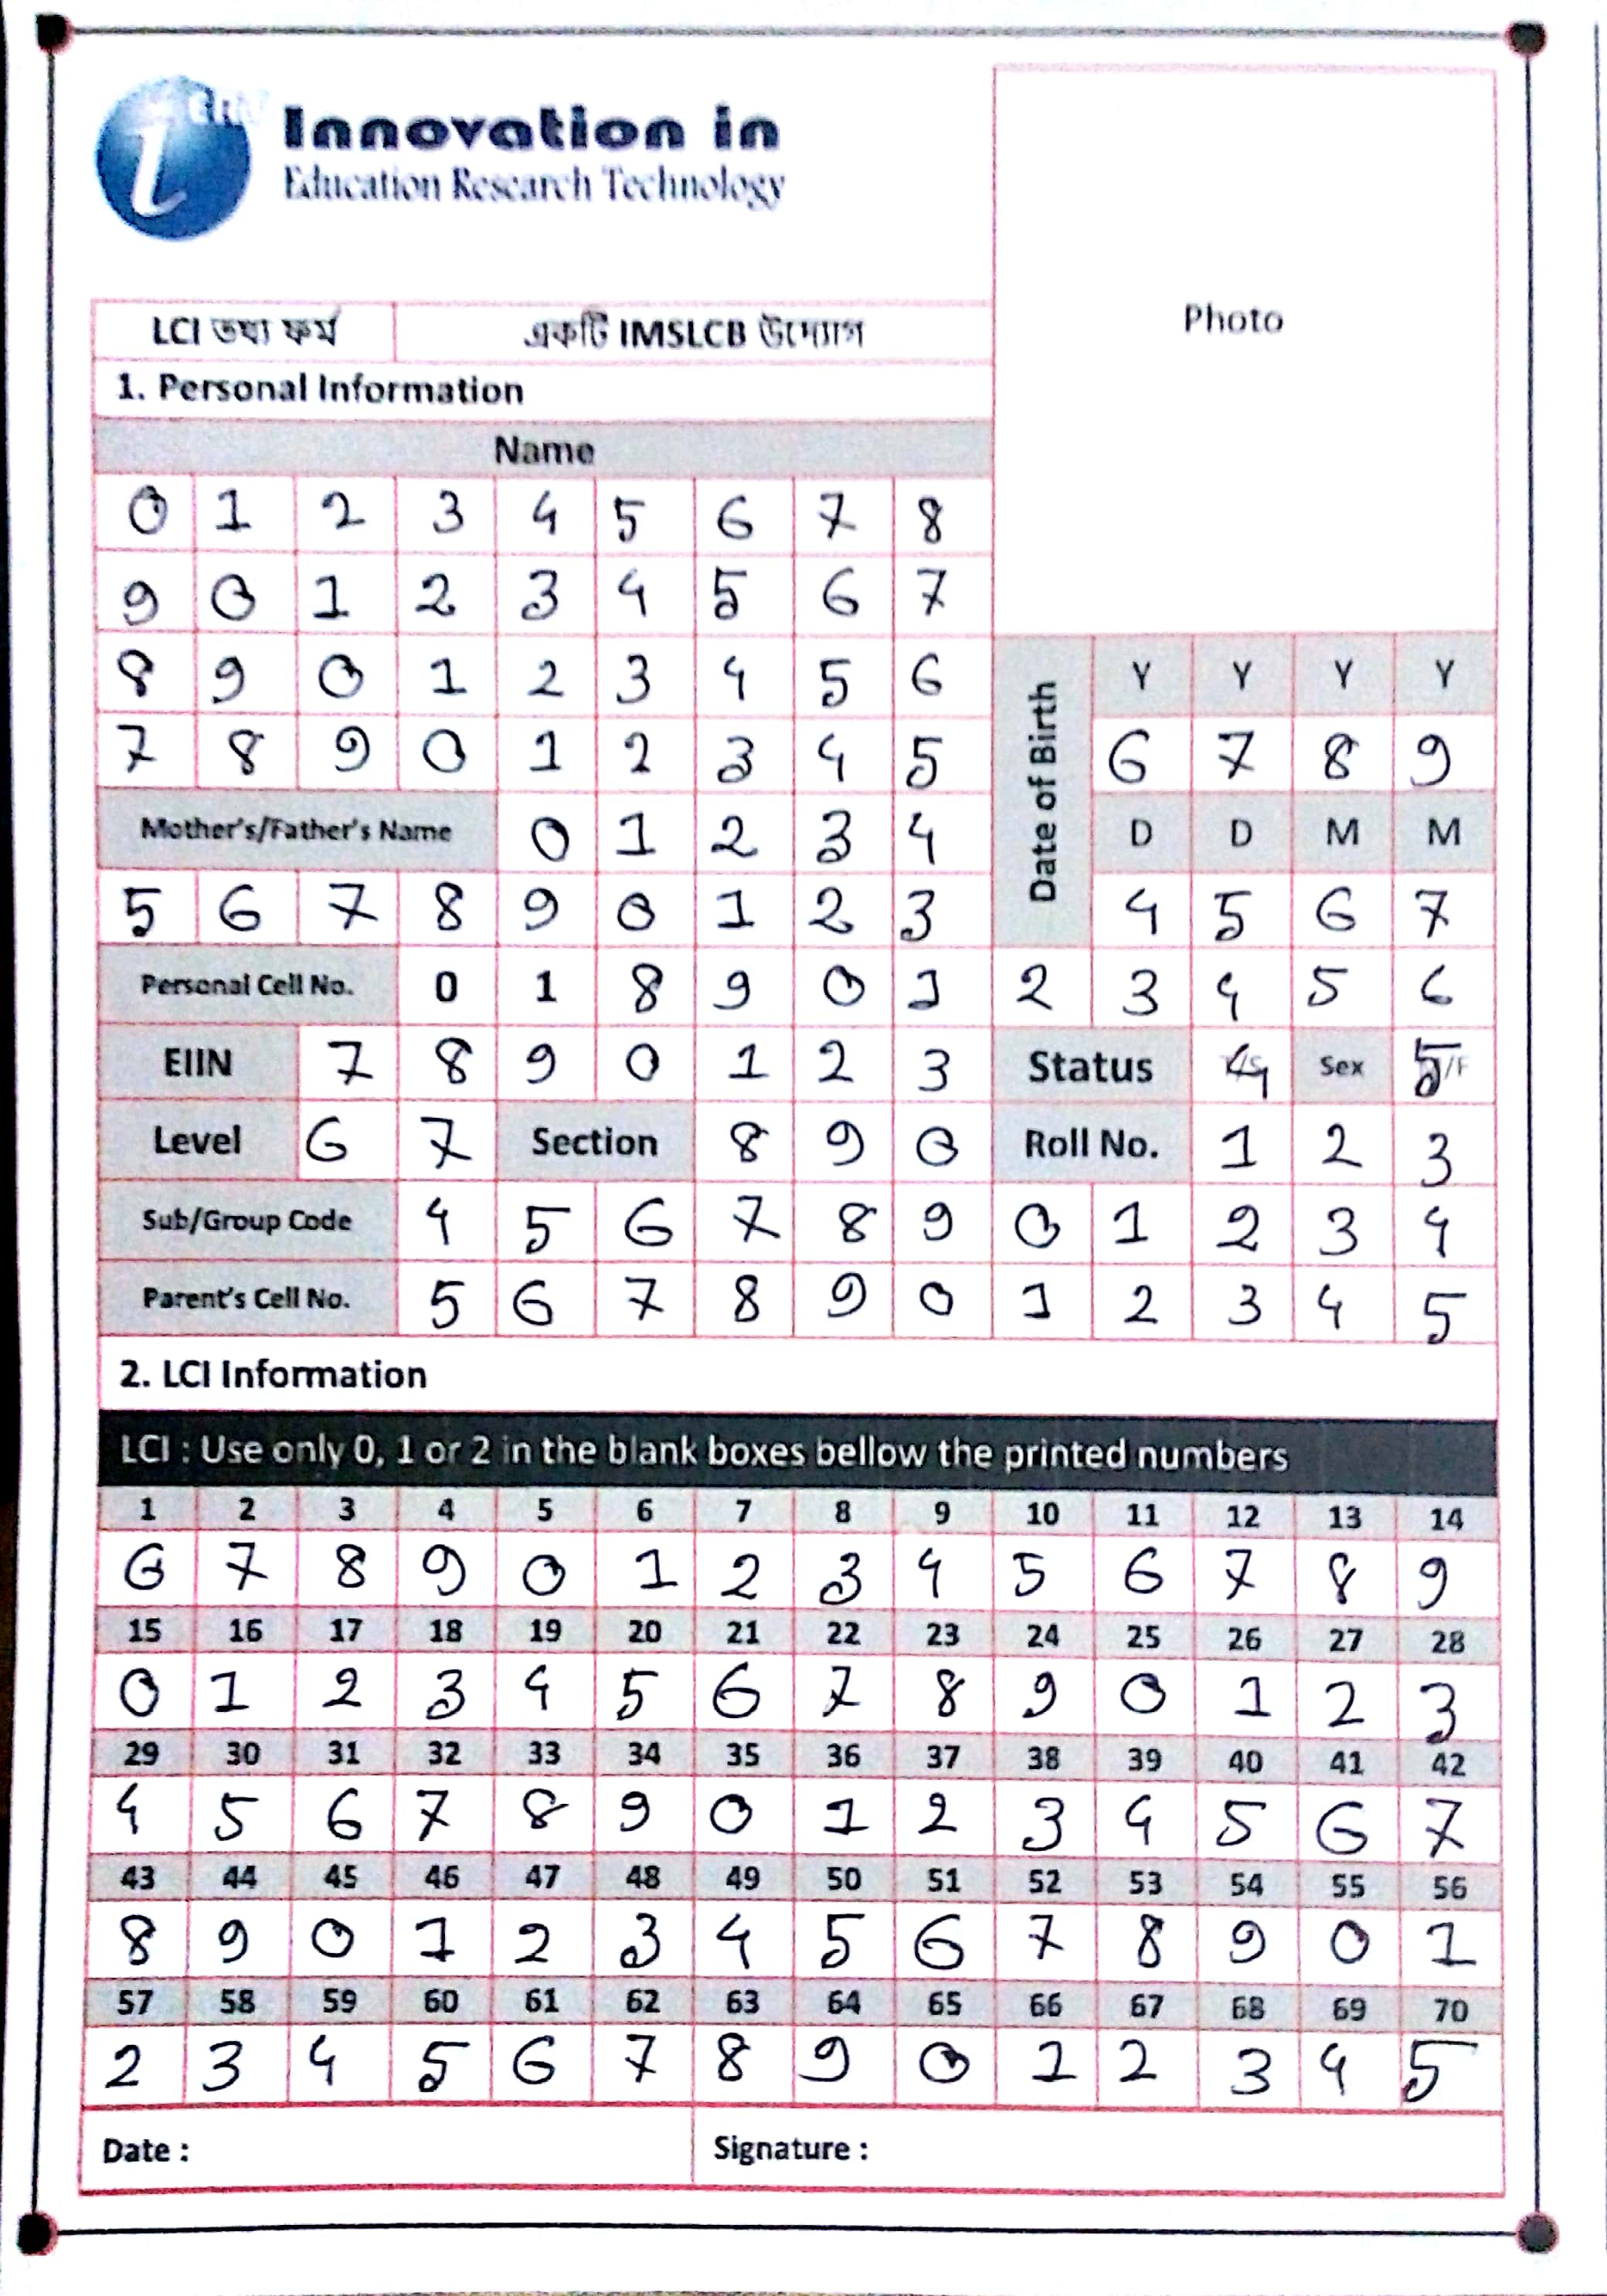 Innovation in
Education Research Technology
Photo
LCI তথ্য ফর্ম একটি IMSLCB উদ্যোগ
1. Personal Information
Name
0 1 2 3 4 5 6 7 8
9 0 1 2 3 4 5 6 7
8 9 0 1 2 3 4 5 6
Date of Birth Y Y Y Y
7 8 9 0 1 2 3 4 5 6 7 8 9
Mother's/Father's Name 0 1 2 3 4 D D M M
5 6 7 8 9 0 1 2 3 4 5 6 7
Personal Cell No. 0 1 8 9 0 1 2 3 4 5 6
EIIN 7 8 9 0 1 2 3 Status 4 Sex 5 /F
Level 6 7 Section 8 9 0 Roll No. 1 2 3
Sub/Group Code 4 5 6 7 8 9 0 1 2 3 4
Parent's Cell No. 5 6 7 8 9 0 1 2 3 4 5
2. LCI Information
LCI : Use only 0, 1 or 2 in the blank boxes bellow the printed numbers
1 2 3 4 5 6 7 8 9 10 11 12 13 14
6 7 8 9 0 1 2 3 4 5 6 7 8 9
15 16 17 18 19 20 21 22 23 24 25 26 27 28
0 1 2 3 4 5 6 7 8 9 0 1 2 3
29 30 31 32 33 34 35 36 37 38 39 40 41 42
4 5 6 7 8 9 0 1 2 3 4 5 6 7
43 44 45 46 47 48 49 50 51 52 53 54 55 56
8 9 0 1 2 3 4 5 6 7 8 9 0 1
57 58 59 60 61 62 63 64 65 66 67 68 69 70
2 3 4 5 6 7 8 9 0 1 2 3 4 5
Date : Signature :